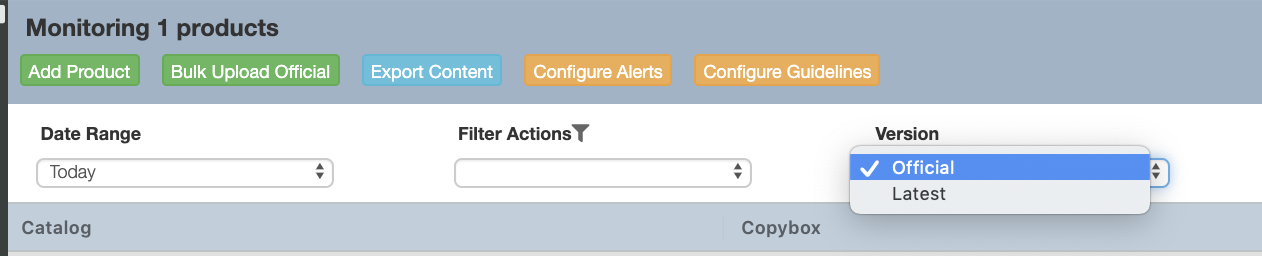 Monitoring 1 products
Add Product
Bulk Upload Official
Export Content
Configure Alerts
Configure Guidelines
Date Range
Filter Actions
Version
Today
Official
Latest
Catalog
Copybox